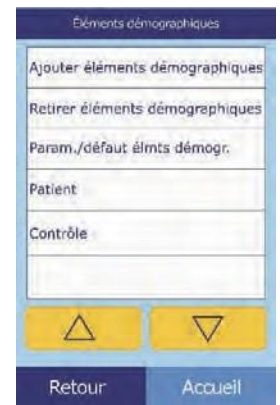 Éléments démographiques
Ajouter éléments démographiques
Retirer éléments démographiques
Param./défaut élmts démogr.
Patient
Contrôle
Retour
Accueil